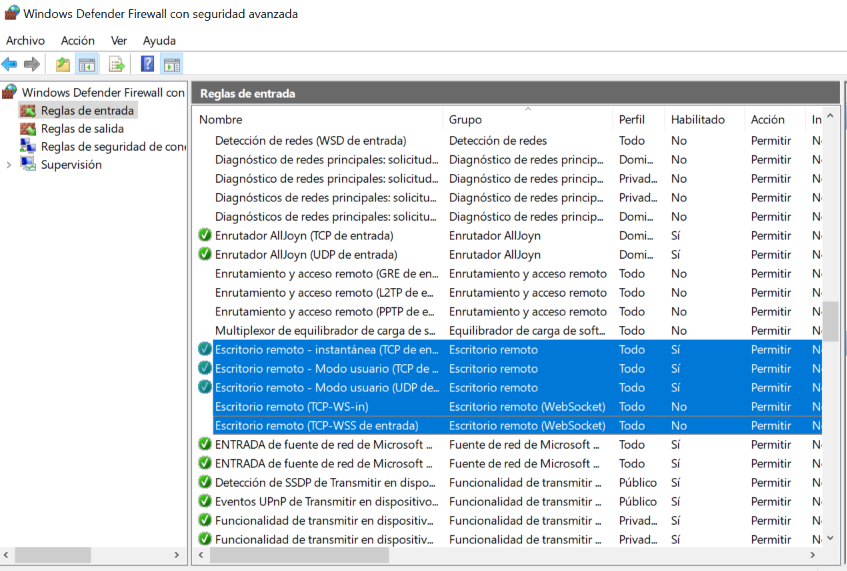 Windows Defender Firewall con seguridad avanzada
Archivo Acción Ver Ayuda
Windows Defender Firewall con
Reglas de entrada
Reglas de salida
Reglas de seguridad de con
Supervisión
Reglas de entrada
Nombre Grupo Perfil Habilitado Acción In
Detección de redes (WSD de entrada) Detección de redes Todo No Permitir N
Diagnóstico de redes principales: solicitud... Diagnóstico de redes princip... Domi... No Permitir N
Diagnóstico de redes principales: solicitud... Diagnóstico de redes princip... Privad... No Permitir N
Diagnósticos de redes principales: solicitu... Diagnósticos de redes princip... Privad... No Permitir N
Diagnósticos de redes principales: solicitu... Diagnósticos de redes princip... Domi... No Permitir N
Enrutador AllJoyn (TCP de entrada) Enrutador AllJoyn Domi... Sí Permitir N
Enrutador AllJoyn (UDP de entrada) Enrutador AllJoyn Domi... Sí Permitir N
Enrutamiento y acceso remoto (GRE de en... Enrutamiento y acceso remoto Todo No Permitir N
Enrutamiento y acceso remoto (L2TP de e... Enrutamiento y acceso remoto Todo No Permitir N
Enrutamiento y acceso remoto (PPTP de e... Enrutamiento y acceso remoto Todo No Permitir N
Multiplexor de equilibrador de carga de s... Equilibrador de carga de soft... Todo No Permitir N
Escritorio remoto - instantánea (TCP de en... Escritorio remoto Todo Sí Permitir N
Escritorio remoto - Modo usuario (TCP de ... Escritorio remoto Todo Sí Permitir N
Escritorio remoto - Modo usuario (UDP de... Escritorio remoto Todo Sí Permitir N
Escritorio remoto (TCP-WS-in) Escritorio remoto (WebSocket) Todo No Permitir N
Escritorio remoto (TCP-WSS de entrada) Escritorio remoto (WebSocket) Todo No Permitir N
ENTRADA de fuente de red de Microsoft ... Fuente de red de Microsoft ... Todo Sí Permitir N
ENTRADA de fuente de red de Microsoft ... Fuente de red de Microsoft ... Todo Sí Permitir N
Detección de SSDP de Transmitir en dispo... Funcionalidad de transmitir ... Público Sí Permitir N
Eventos UPnP de Transmitir en dispositivo... Funcionalidad de transmitir ... Público Sí Permitir N
Funcionalidad de transmitir en dispositiv... Funcionalidad de transmitir ... Privad... Sí Permitir N
Funcionalidad de transmitir en dispositiv... Funcionalidad de transmitir ... Privad... Sí Permitir N